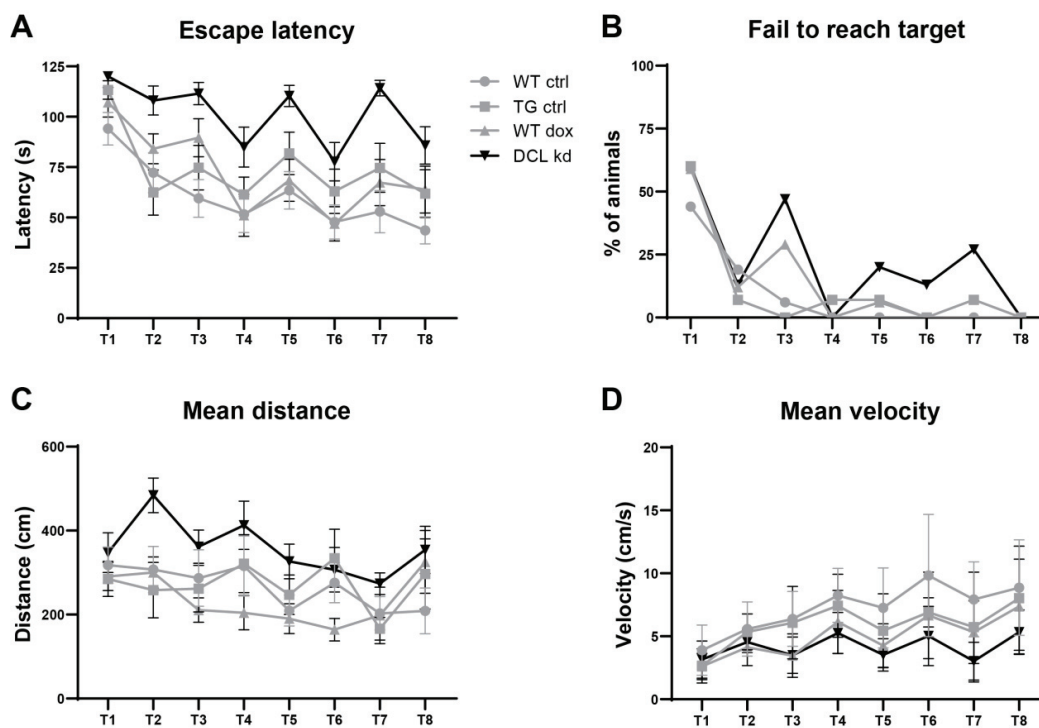 A
Escape latency
125
100
75
50
25
0
Latency (s)
T1 T2 T3 T4 T5 T6 T7 T8
WT ctrl
TG ctrl
WT dox
DCL kd
B
Fail to reach target
100
75
50
25
0
% of animals
T1 T2 T3 T4 T5 T6 T7 T8
C
Mean distance
600
400
200
0
Distance (cm)
T1 T2 T3 T4 T5 T6 T7 T8
D
Mean velocity
20
15
10
5
0
Velocity (cm/s)
T1 T2 T3 T4 T5 T6 T7 T8